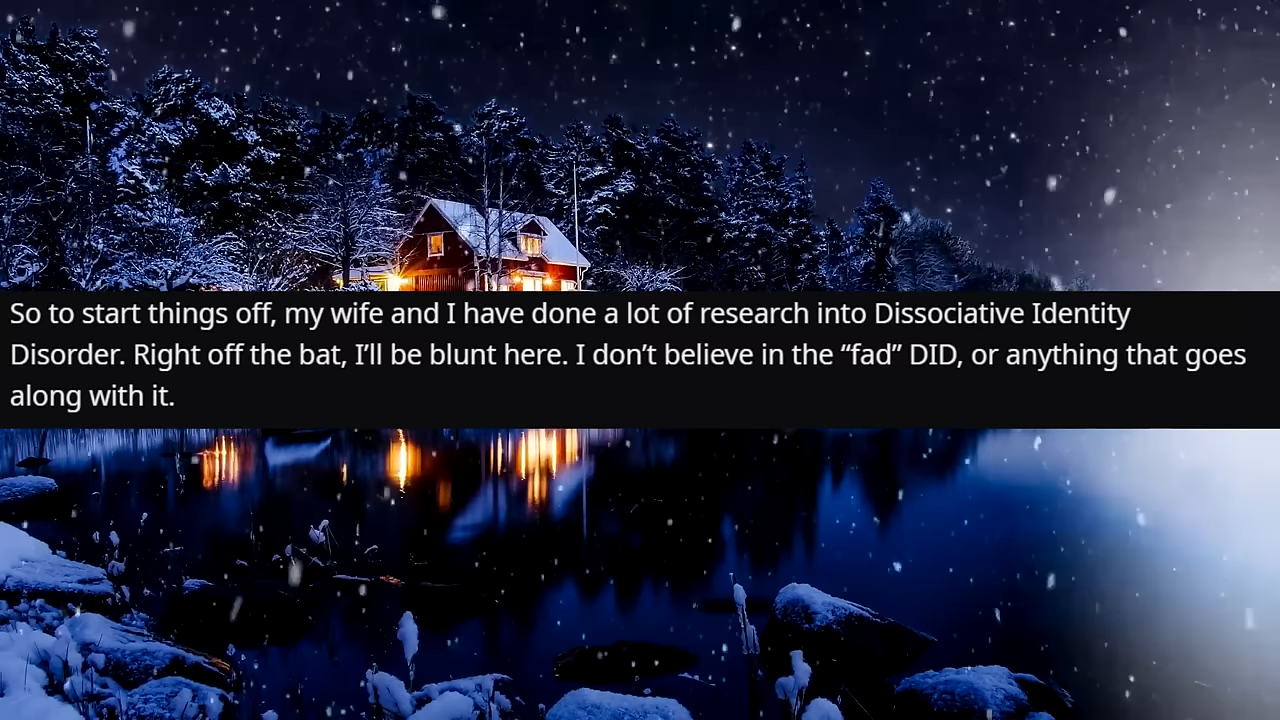 So to start things off, my wife and I have done a lot of research into Dissociative Identity
Disorder. Right off the bat, I’ll be blunt here. I don’t believe in the “fad” DID, or anything that goes
along with it.